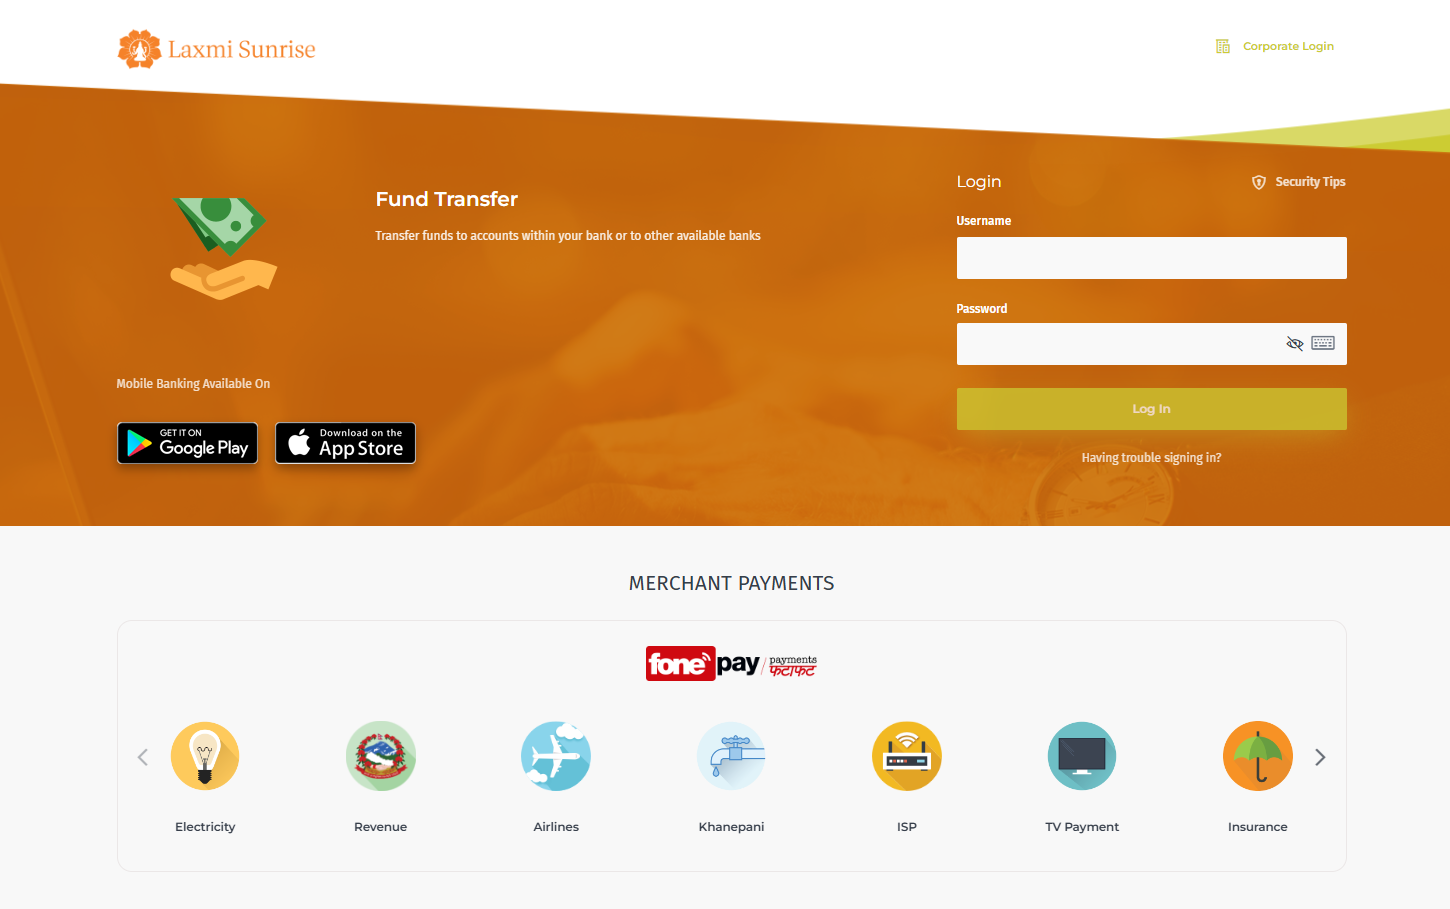 Laxmi Sunrise
Corporate Login
Fund Transfer
Transfer funds to accounts within your bank or to other available banks
Login
Security Tips
Username
Password
Log In
Having trouble signing in?
Mobile Banking Available On
GET IT ON
Google Play
Download on the
App Store
MERCHANT PAYMENTS
fonepay / payments
फटाफट
Electricity
Revenue
Airlines
Khanepani
ISP
TV Payment
Insurance